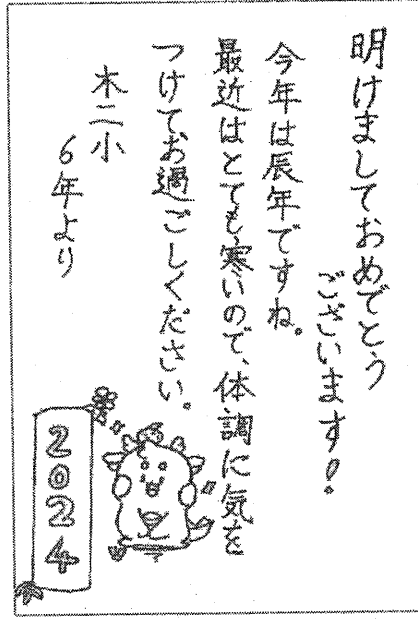 明けましておめでとう
ございます！
今年は辰年ですね。
最近はとても寒いので、体調に気を
つけてお過ごしください。
木二小
6年より
2024